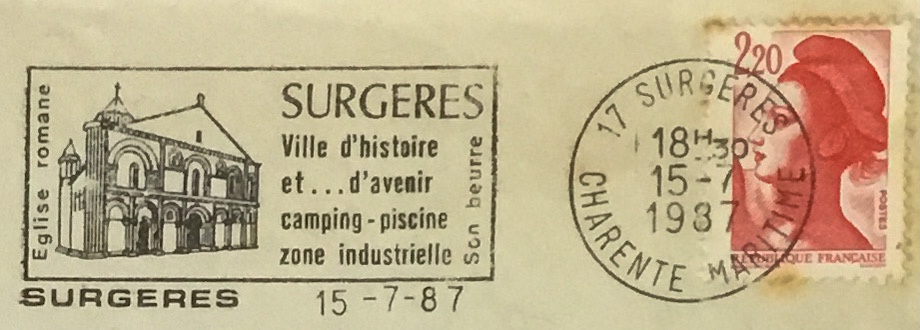 Eglise romane
SURGERES
Ville d'histoire
et...d'avenir
camping-piscine
zone industrielle
Son beurre
SURGERES
15-7-87
17 SURGERES
18H30
15-7
1987
CHARENTE MARITIME
2,20
POSTES
RÉPUBLIQUE FRANÇAISE